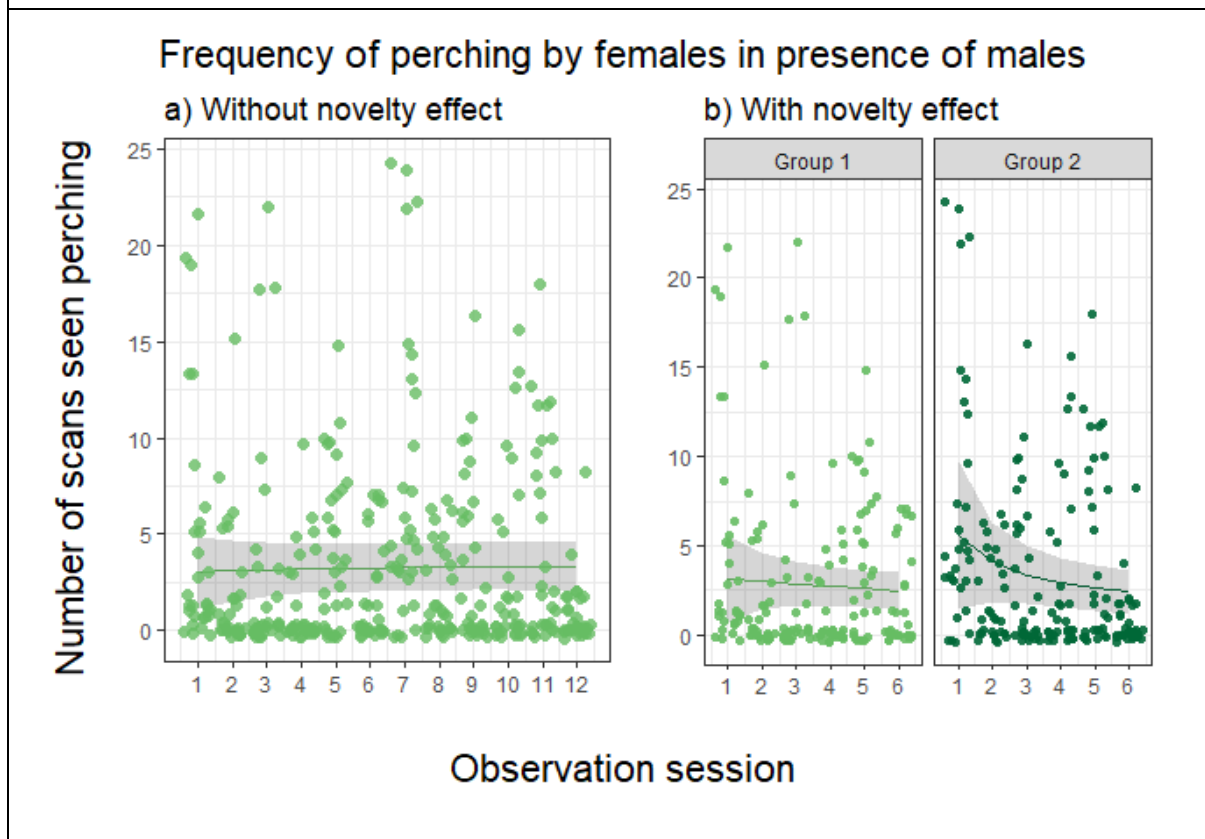 Frequency of perching by females in presence of males
a) Without novelty effect
b) With novelty effect
Number of scans seen perching
25
20
15
10
5
0
1 2 3 4 5 6 7 8 9 10 11 12
Group 1
Group 2
25
20
15
10
5
0
1 2 3 4 5 6
1 2 3 4 5 6
Observation session